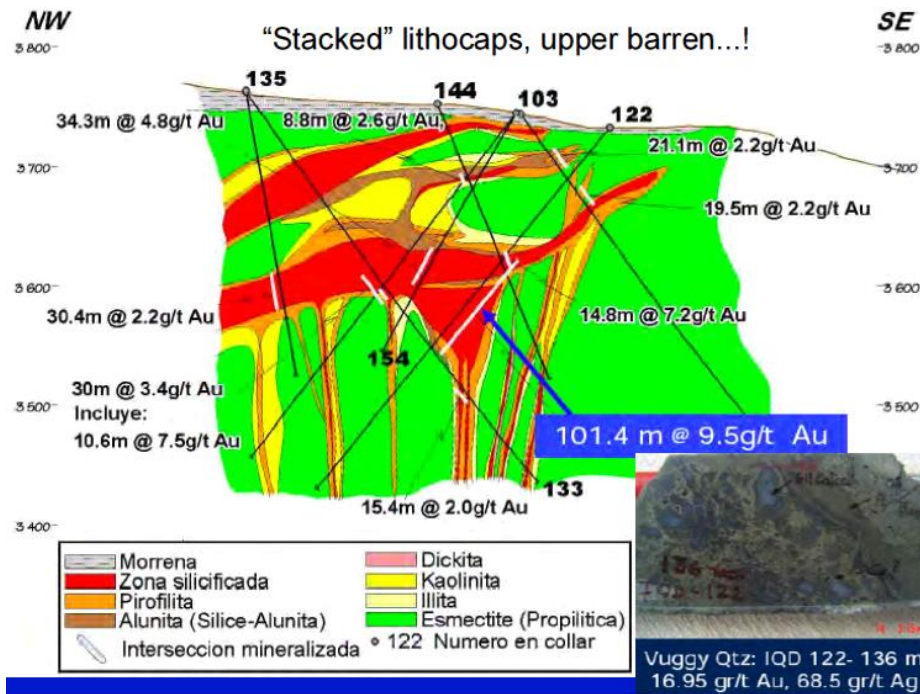 NW
SE
"Stacked" lithocaps, upper barren...!
3 800
3 800
135
144
103
122
34.3m @ 4.8g/t Au
8.8m @ 2.6g/t Au,
21.1m @ 2.2g/t Au
3 700
3 700
19.5m @ 2.2g/t Au
3 600
3 600
30.4m @ 2.2g/t Au
14.8m @ 7.2g/t Au
154
30m @ 3.4g/t Au
Incluye:
10.6m @ 7.5g/t Au
3 500
3 500
101.4 m @ 9.5g/t Au
133
15.4m @ 2.0g/t Au
3 400
Morrena
Zona silicificada
Pirofilita
Alunita (Silice-Alunita)
Interseccion mineralizada
Dickita
Kaolinita
Illita
Esmectite (Propilitica)
122 Numero en collar
Vuggy Qtz: IQD 122- 136 m
16.95 gr/t Au, 68.5 gr/t Ag